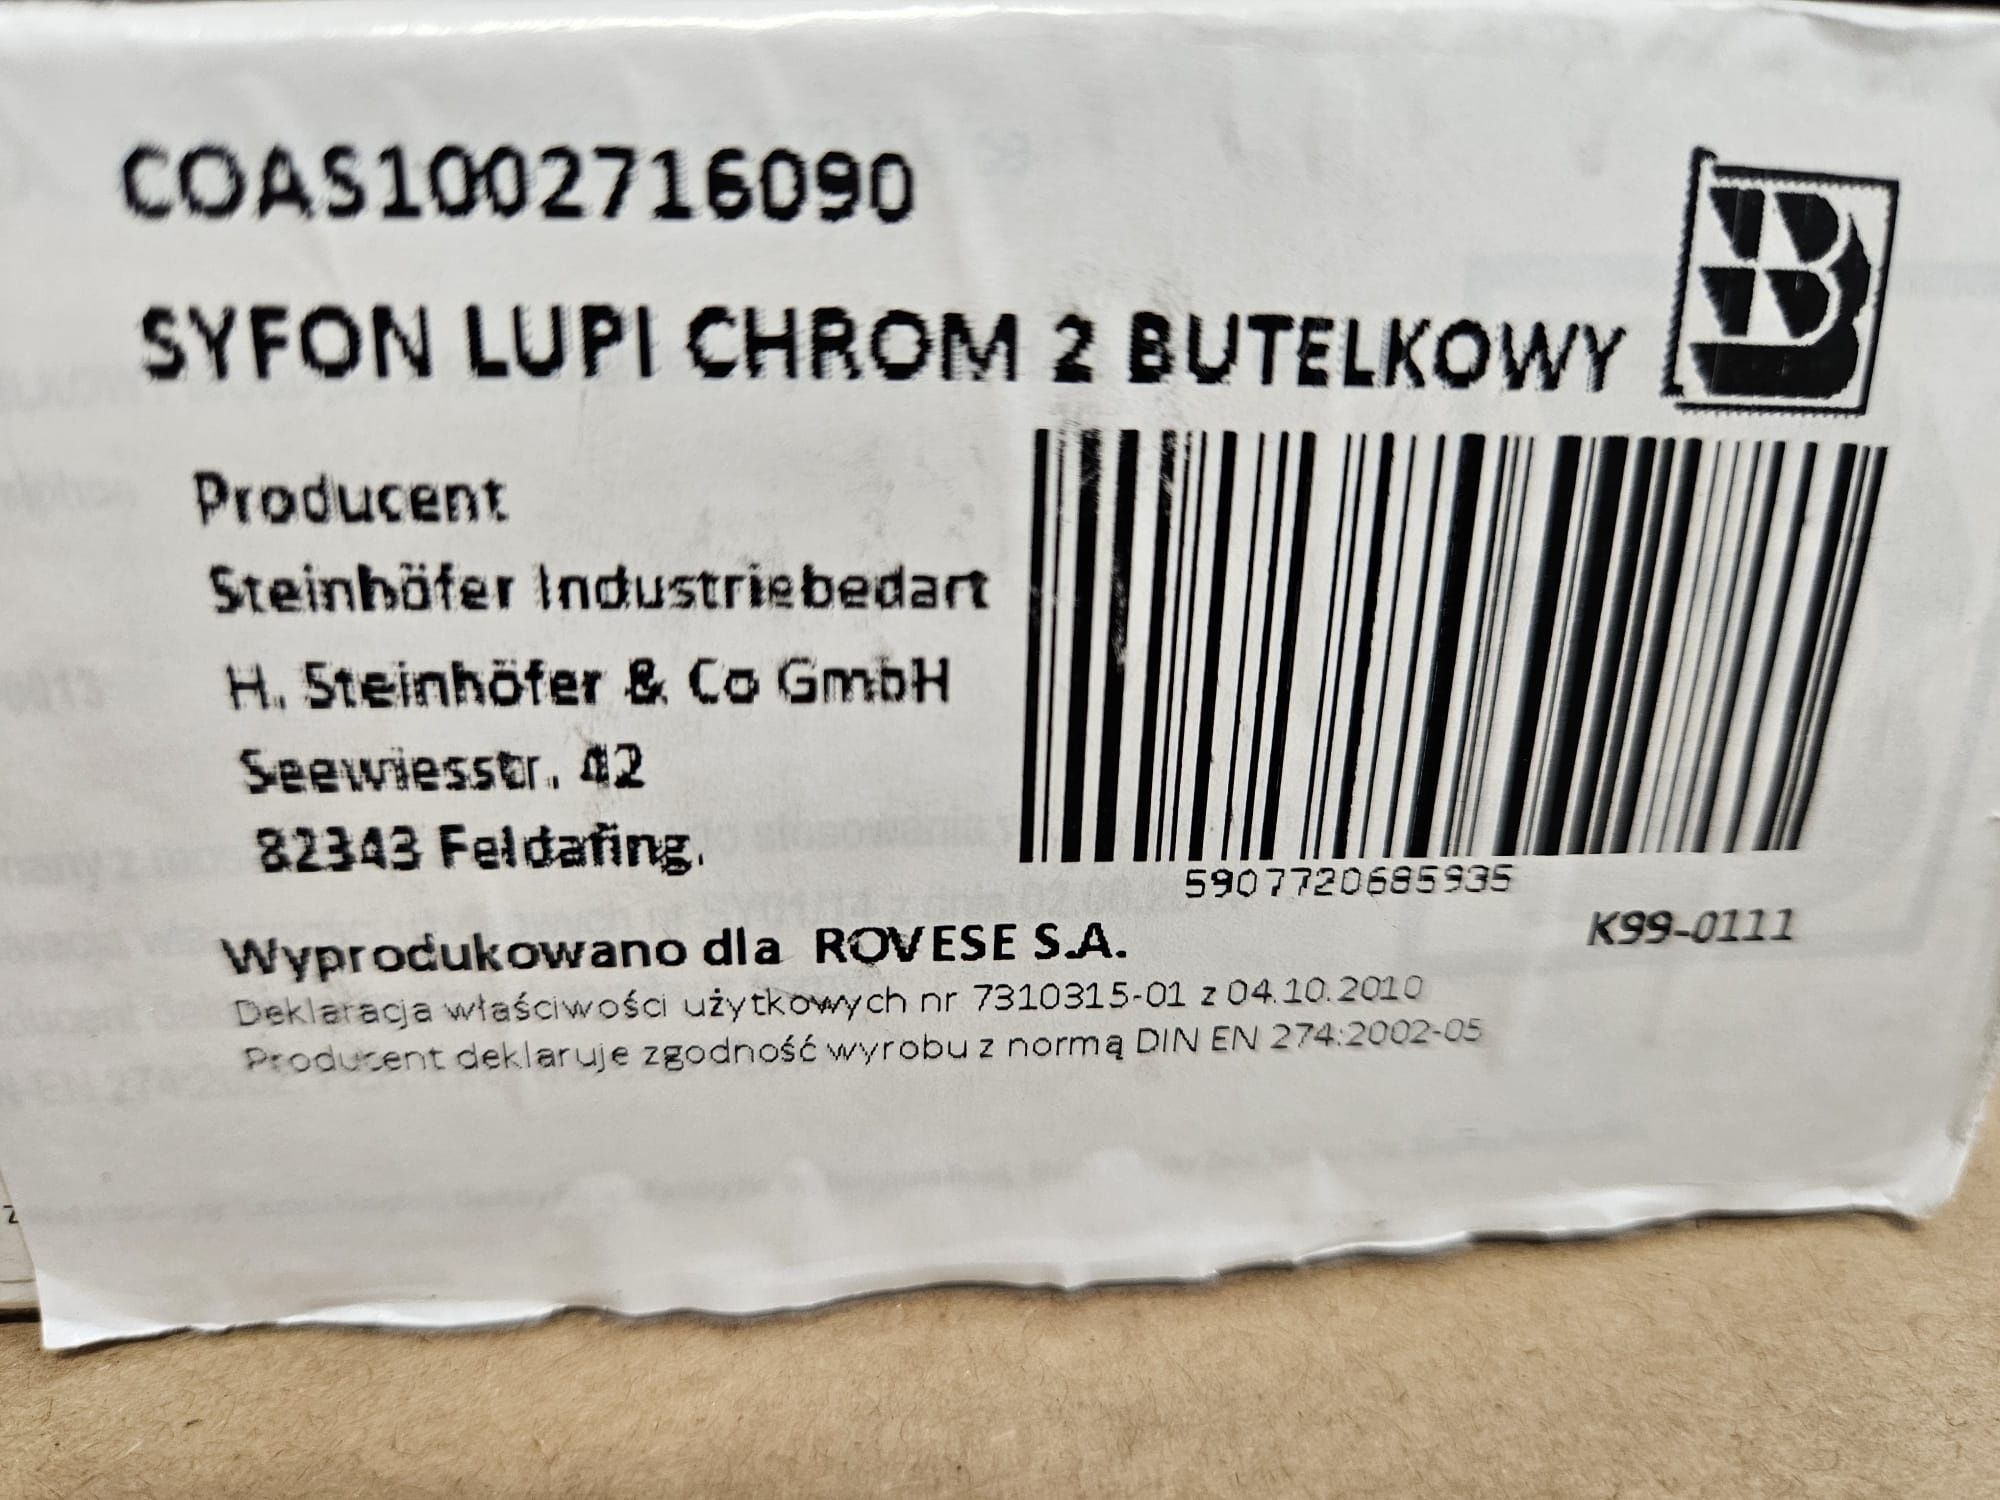 COAS1002716090
SYFON LUPI CHROM 2 BUTELKOWY
B
Producent
Steinhöfer Industriebedart
H. Steinhöfer & Co GmbH
Seewiesstr. 42
82343 Feldafing.
5907720685935
K99-0111
Wyprodukowano dla ROVESE S.A.
Deklaracja właściwości użytkowych nr 7310315-01 z 04.10.2010
Producent deklaruje zgodność wyrobu z normą DIN EN 274:2002-05